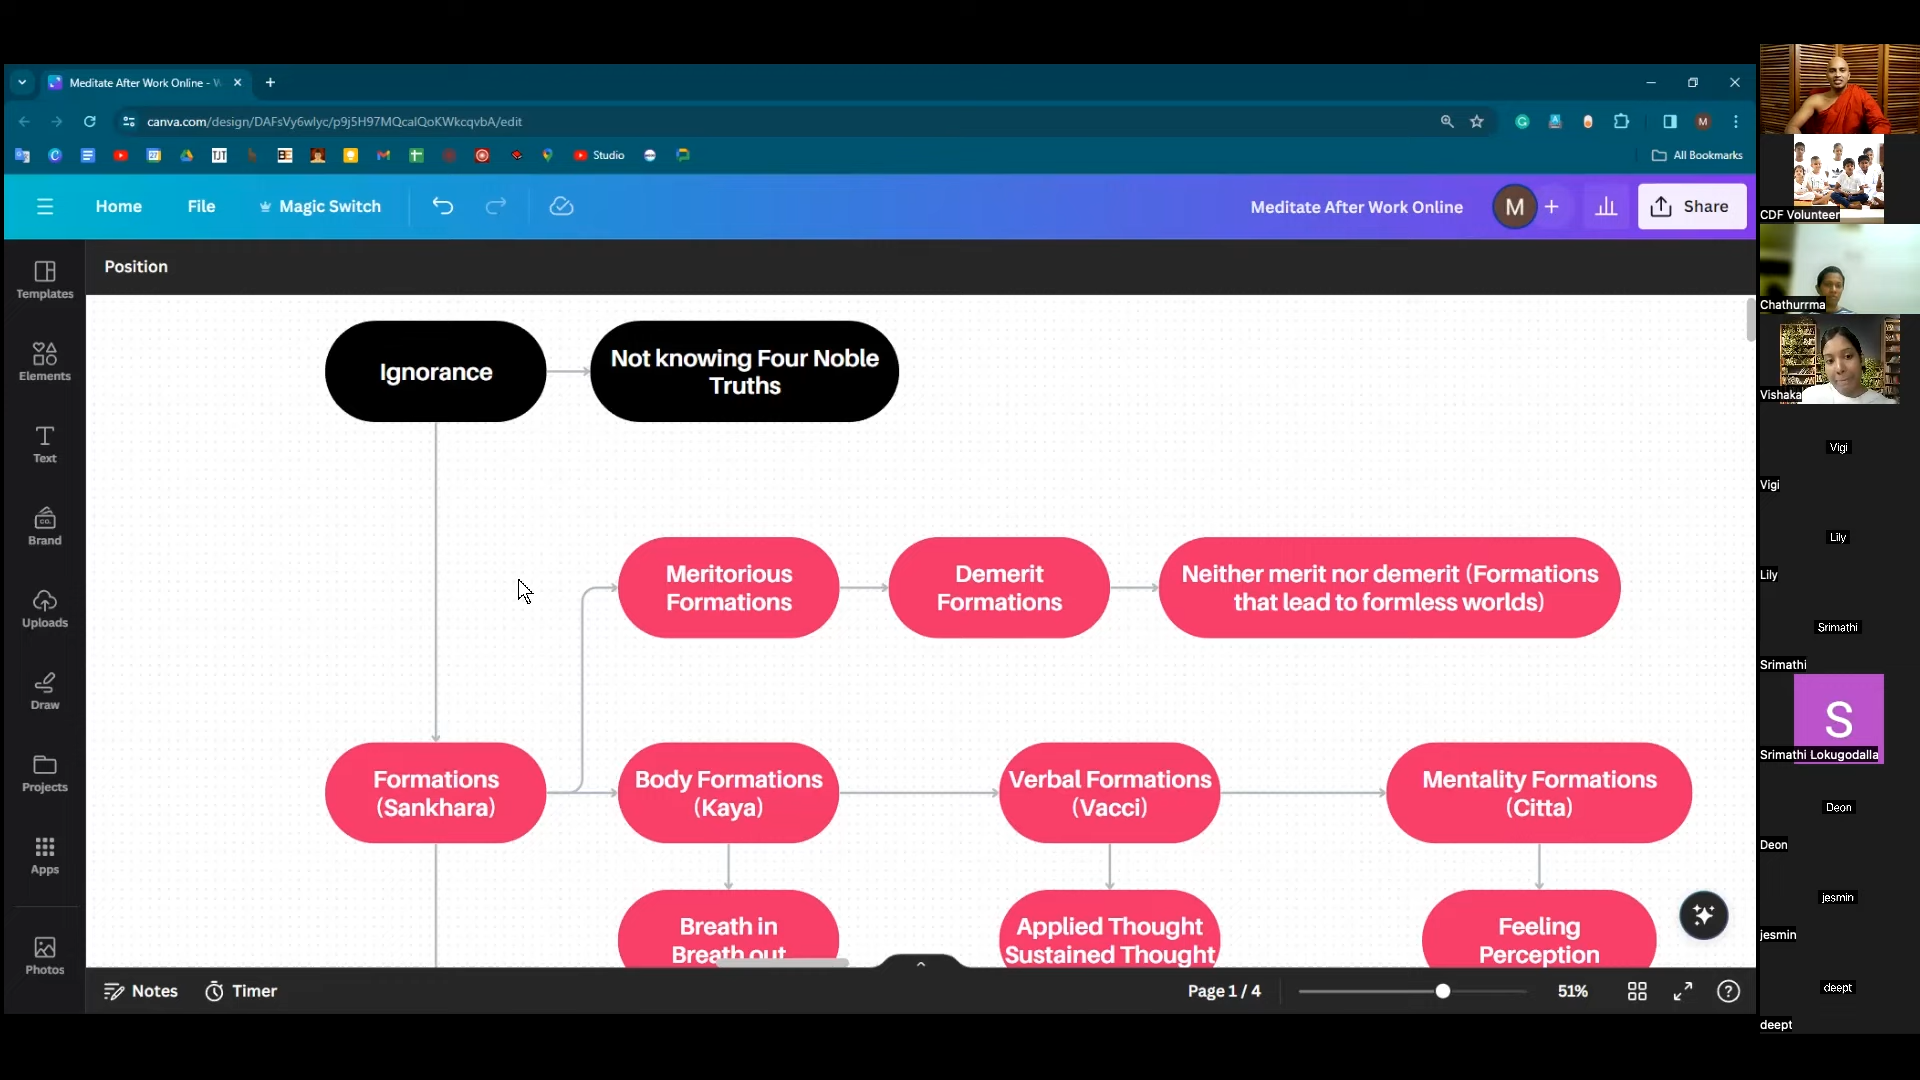 Meditate After Work Online - W
canva.com/design/DAFsVy6wlyc/p9j5H97MQcalQoKWkcqvbA/edit
Studio
All Bookmarks
Home
File
Magic Switch
Meditate After Work Online
M
Share
Position
Templates
Elements
Text
Brand
Uploads
Draw
Projects
Apps
Photos
Ignorance
Not knowing Four Noble
Truths
Meritorious
Formations
Demerit
Formations
Neither merit nor demerit (Formations
that lead to formless worlds)
Formations
(Sankhara)
Body Formations
(Kaya)
Verbal Formations
(Vacci)
Mentality Formations
(Citta)
Breath in
Breath out
Applied Thought
Sustained Thought
Feeling
Perception
Notes
Timer
Page 1 / 4
51%
CDF Volunteer
Chathurrma
Vishaka
Vigi
Vigi
Lily
Lily
Srimathi
Srimathi
S
Srimathi Lokugodalla
Deon
Deon
jesmin
jesmin
deept
deept